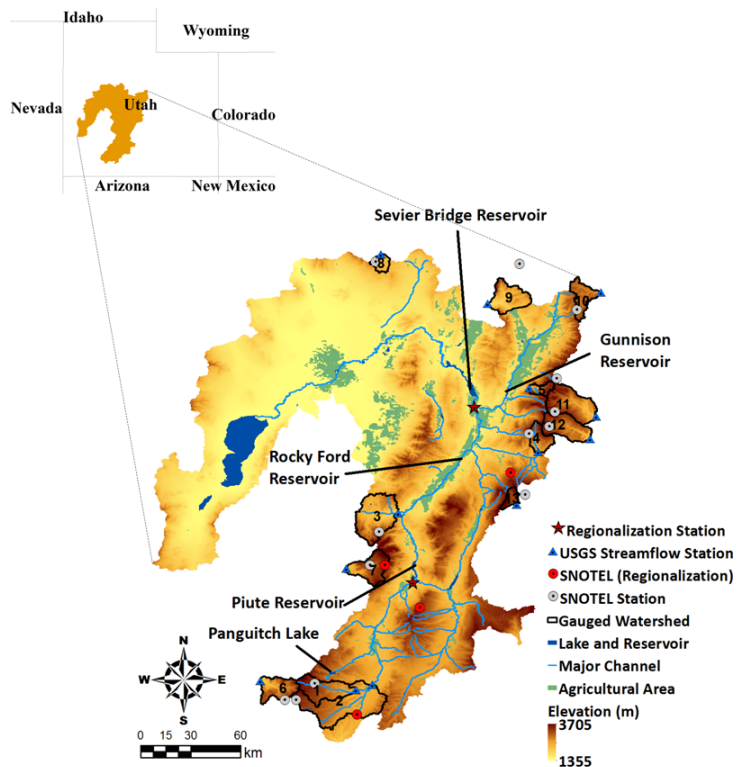 Idaho
Wyoming
Nevada
Utah
Colorado
Arizona
New Mexico
Sevier Bridge Reservoir
8
9
10
Gunnison
Reservoir
5
11
12
4
Rocky Ford
Reservoir
13
3
7
Piute Reservoir
Panguitch Lake
6
1
2
N
W
E
S
0 15 30 60
km
Regionalization Station
USGS Streamflow Station
SNOTEL (Regionalization)
SNOTEL Station
Gauged Watershed
Lake and Reservoir
Major Channel
Agricultural Area
Elevation (m)
3705
1355